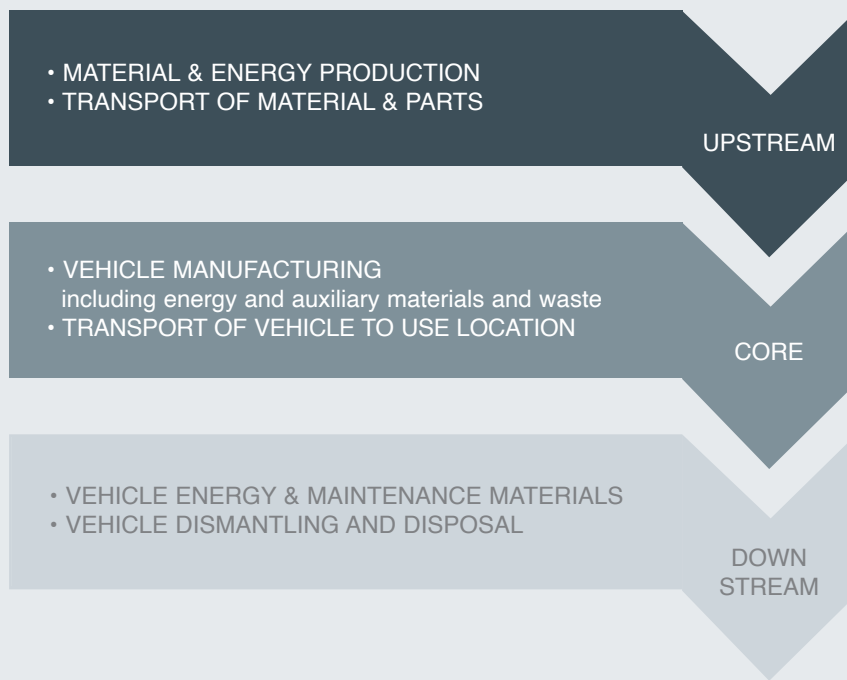 • MATERIAL & ENERGY PRODUCTION
• TRANSPORT OF MATERIAL & PARTS
UPSTREAM
• VEHICLE MANUFACTURING
including energy and auxiliary materials and waste
• TRANSPORT OF VEHICLE TO USE LOCATION
CORE
• VEHICLE ENERGY & MAINTENANCE MATERIALS
• VEHICLE DISMANTLING AND DISPOSAL
DOWN
STREAM